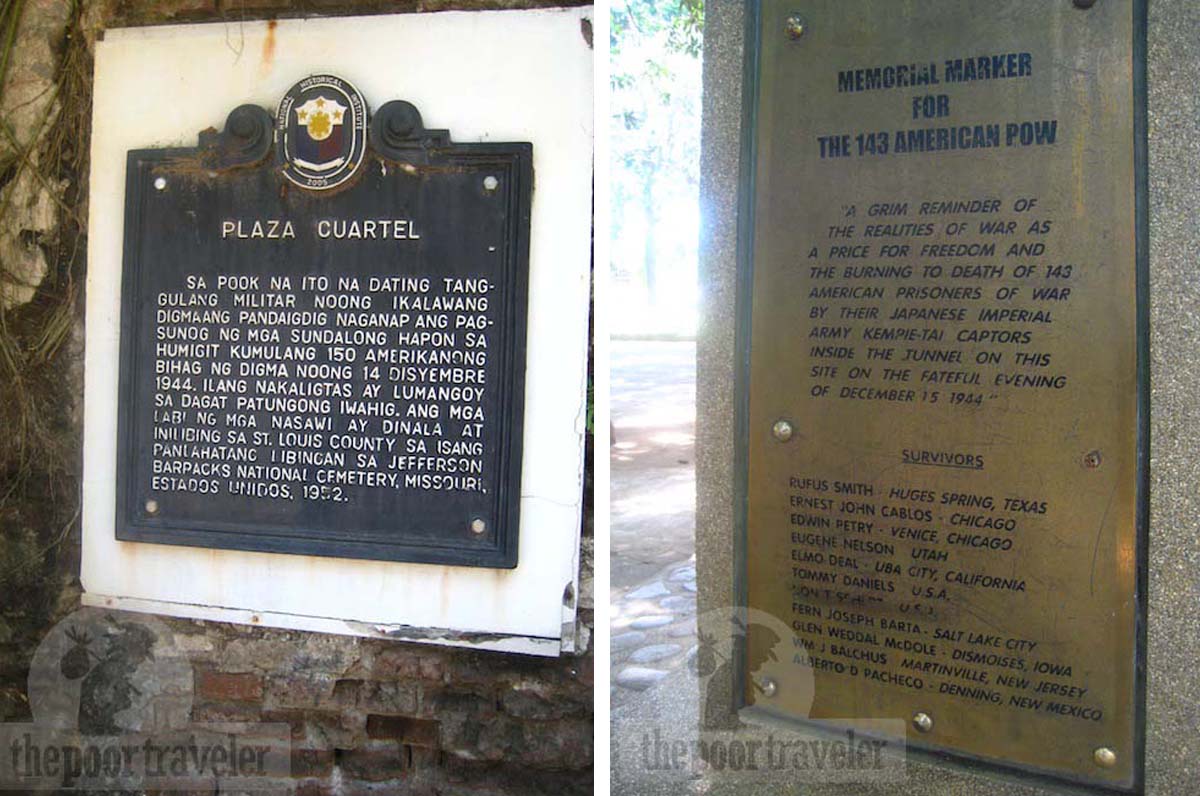 NATIONAL HISTORICAL INSTITUTE
2005
PLAZA CUARTEL
SA POOK NA ITO NA DATING TANG-
GULANG MILITAR NOONG IKALAWANG
DIGMAANG PANDAIGDIG NAGANAP ANG PAG-
SUNOG NG MGA SUNDALONG HAPON SA
HUMIGIT KUMULANG 150 AMERIKANONG
BIHAG NG DIGMA NOONG 14 DISYEMBRE
1944. ILANG NAKALIGTAS AY LUMANGOY
SA DAGAT PATUNGONG IWAHIG. ANG MGA
LABI NG MGA NASAWI AY DINALA AT
INILIBING SA ST. LOUIS COUNTY SA ISANG
PANLAHATANG LIBINGAN SA JEFFERSON
BARPACKS NATIONAL CEMETERY, MISSOURI,
ESTADOS UNIDOS, 1952.
thepoortraveler
MEMORIAL MARKER
FOR
THE 143 AMERICAN POW
"A GRIM REMINDER OF
THE REALITIES OF WAR AS
A PRICE FOR FREEDOM AND
THE BURNING TO DEATH OF 143
AMERICAN PRISONERS OF WAR
BY THEIR JAPANESE IMPERIAL
ARMY KEMPIE-TAI CAPTORS
INSIDE THE TUNNEL ON THIS
SITE ON THE FATEFUL EVENING
OF DECEMBER 15 1944"
SURVIVORS
RUFUS SMITH - HUGES SPRING, TEXAS
ERNEST JOHN CABLOS - CHICAGO
EDWIN PETRY - VENICE, CHICAGO
EUGENE NELSON UTAH
ELMO DEAL - UBA CITY, CALIFORNIA
TOMMY DANIELS U.S.A.
FERN JOSEPH BARTA - SALT LAKE CITY
GLEN WEDDAL McDOLE - DISMOISES, IOWA
WM J BALCHUS MARTINVILLE, NEW JERSEY
ALBERTO D PACHECO - DENNING, NEW MEXICO
thepoortraveler